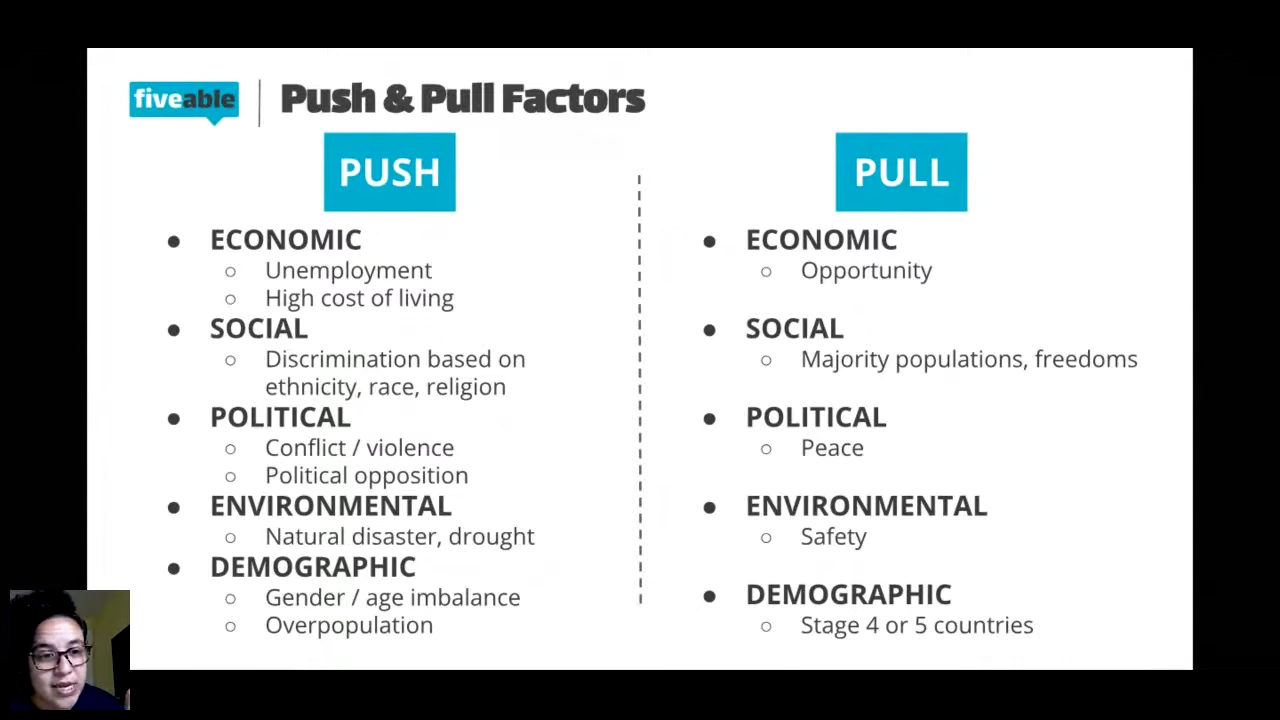 fiveable
Push & Pull Factors
PUSH
● ECONOMIC
○ Unemployment
○ High cost of living
● SOCIAL
○ Discrimination based on
ethnicity, race, religion
● POLITICAL
○ Conflict / violence
○ Political opposition
● ENVIRONMENTAL
○ Natural disaster, drought
● DEMOGRAPHIC
○ Gender / age imbalance
○ Overpopulation
PULL
● ECONOMIC
○ Opportunity
● SOCIAL
○ Majority populations, freedoms
● POLITICAL
○ Peace
● ENVIRONMENTAL
○ Safety
● DEMOGRAPHIC
○ Stage 4 or 5 countries